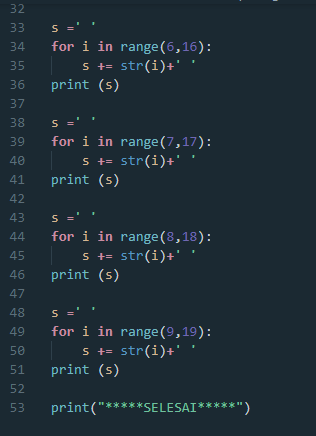 32
33 s =' '
34 for i in range(6,16):
35     s += str(i)+' '
36 print (s)
37
38 s =' '
39 for i in range(7,17):
40     s += str(i)+' '
41 print (s)
42
43 s =' '
44 for i in range(8,18):
45     s += str(i)+' '
46 print (s)
47
48 s =' '
49 for i in range(9,19):
50     s += str(i)+' '
51 print (s)
52
53 print("*****SELESAI*****")